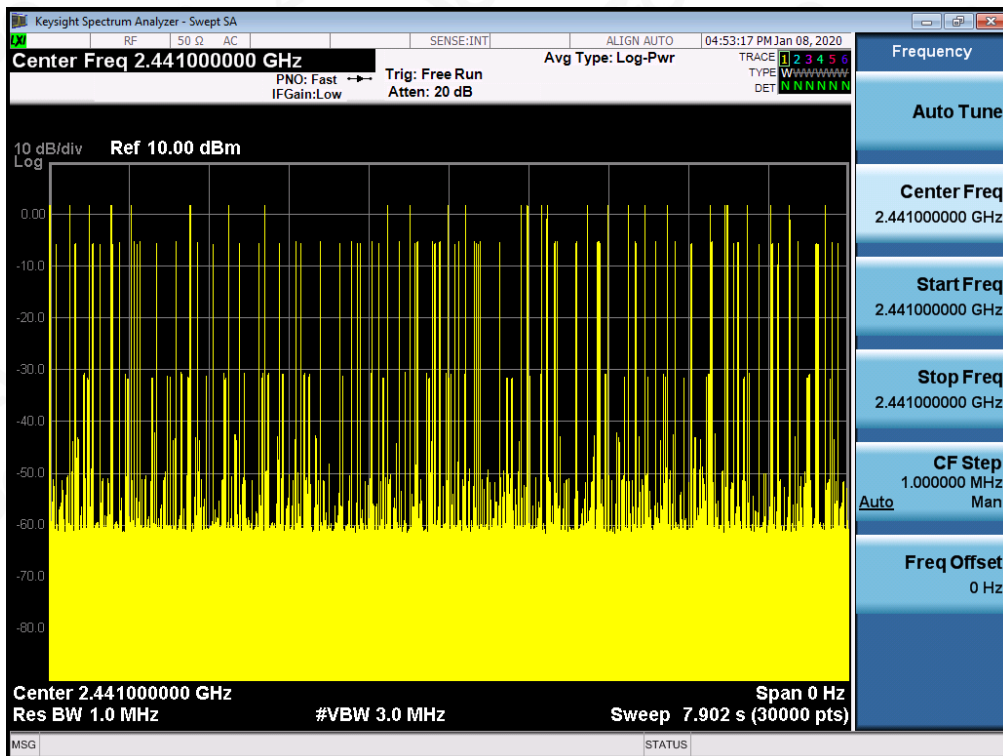 Keysight Spectrum Analyzer - Swept SA
LXI RF 50 Ω AC SENSE:INT ALIGN AUTO 04:53:17 PM Jan 08, 2020
Center Freq 2.441000000 GHz
PNO: Fast
IFGain:Low
Trig: Free Run
Atten: 20 dB
Avg Type: Log-Pwr
TRACE 1 2 3 4 5 6
TYPE WWWWWW
DET N N N N N N
10 dB/div Ref 10.00 dBm
Log
0.00
-10.0
-20.0
-30.0
-40.0
-50.0
-60.0
-70.0
-80.0
Center 2.441000000 GHz Span 0 Hz
Res BW 1.0 MHz #VBW 3.0 MHz Sweep 7.902 s (30000 pts)
MSG STATUS
Frequency
Auto Tune
Center Freq
2.441000000 GHz
Start Freq
2.441000000 GHz
Stop Freq
2.441000000 GHz
CF Step
1.000000 MHz
Auto Man
Freq Offset
0 Hz